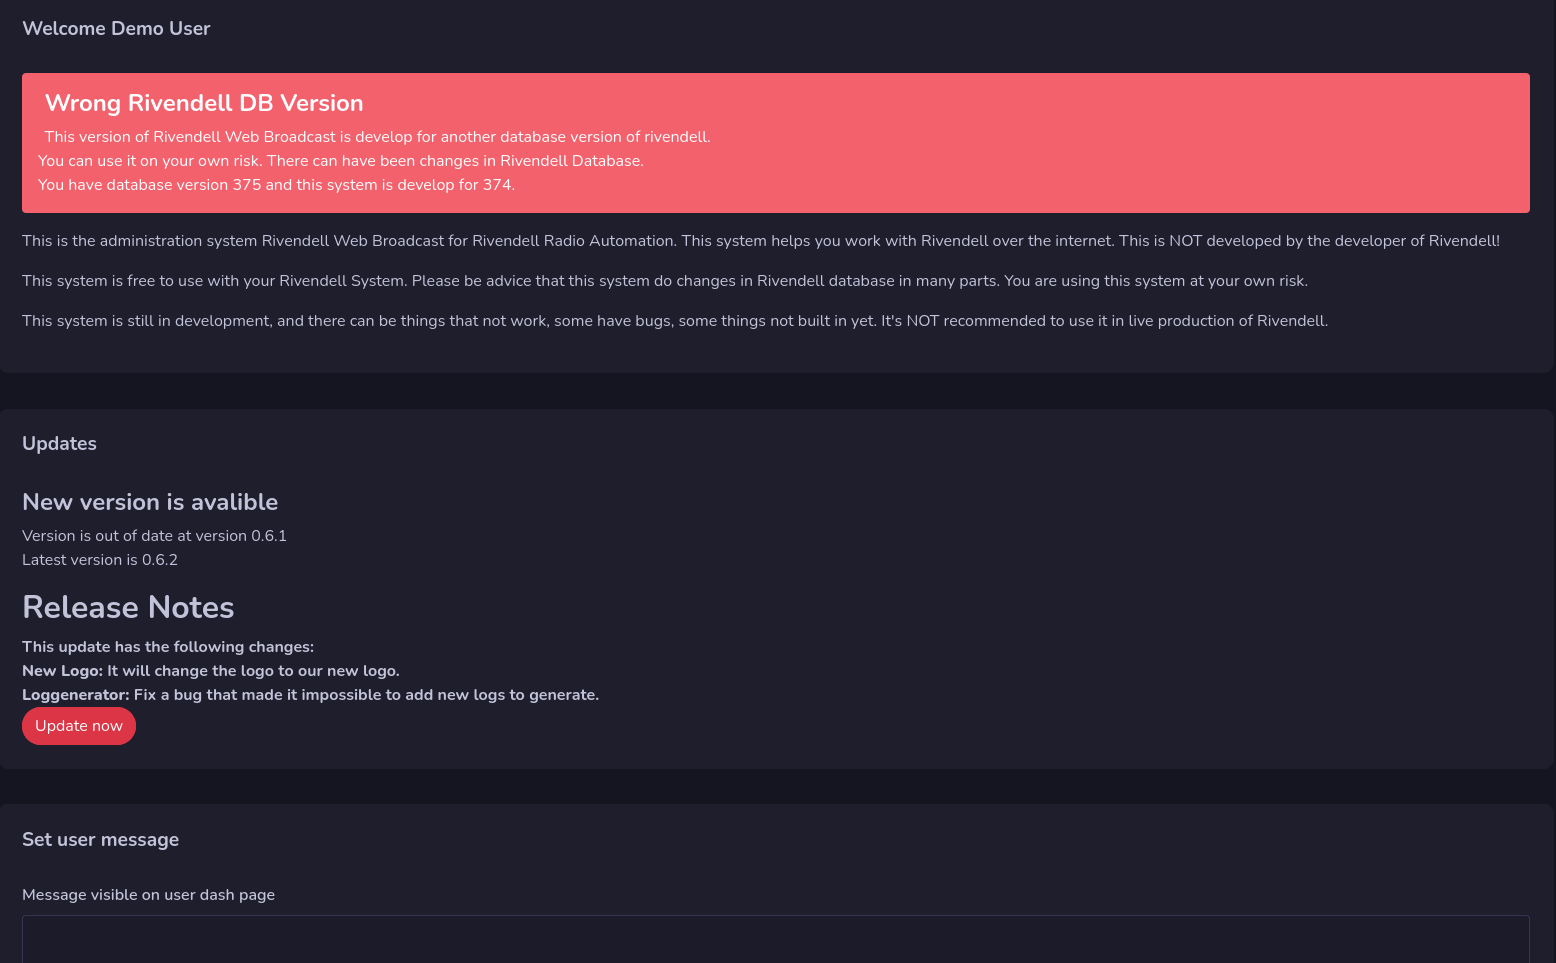 Welcome Demo User
Wrong Rivendell DB Version
This version of Rivendell Web Broadcast is develop for another database version of rivendell.
You can use it on your own risk. There can have been changes in Rivendell Database.
You have database version 375 and this system is develop for 374.
This is the administration system Rivendell Web Broadcast for Rivendell Radio Automation. This system helps you work with Rivendell over the internet. This is NOT developed by the developer of Rivendell!
This system is free to use with your Rivendell System. Please be advice that this system do changes in Rivendell database in many parts. You are using this system at your own risk.
This system is still in development, and there can be things that not work, some have bugs, some things not built in yet. It's NOT recommended to use it in live production of Rivendell.
Updates
New version is avalible
Version is out of date at version 0.6.1
Latest version is 0.6.2
Release Notes
This update has the following changes:
New Logo: It will change the logo to our new logo.
Loggenerator: Fix a bug that made it impossible to add new logs to generate.
Update now
Set user message
Message visible on user dash page